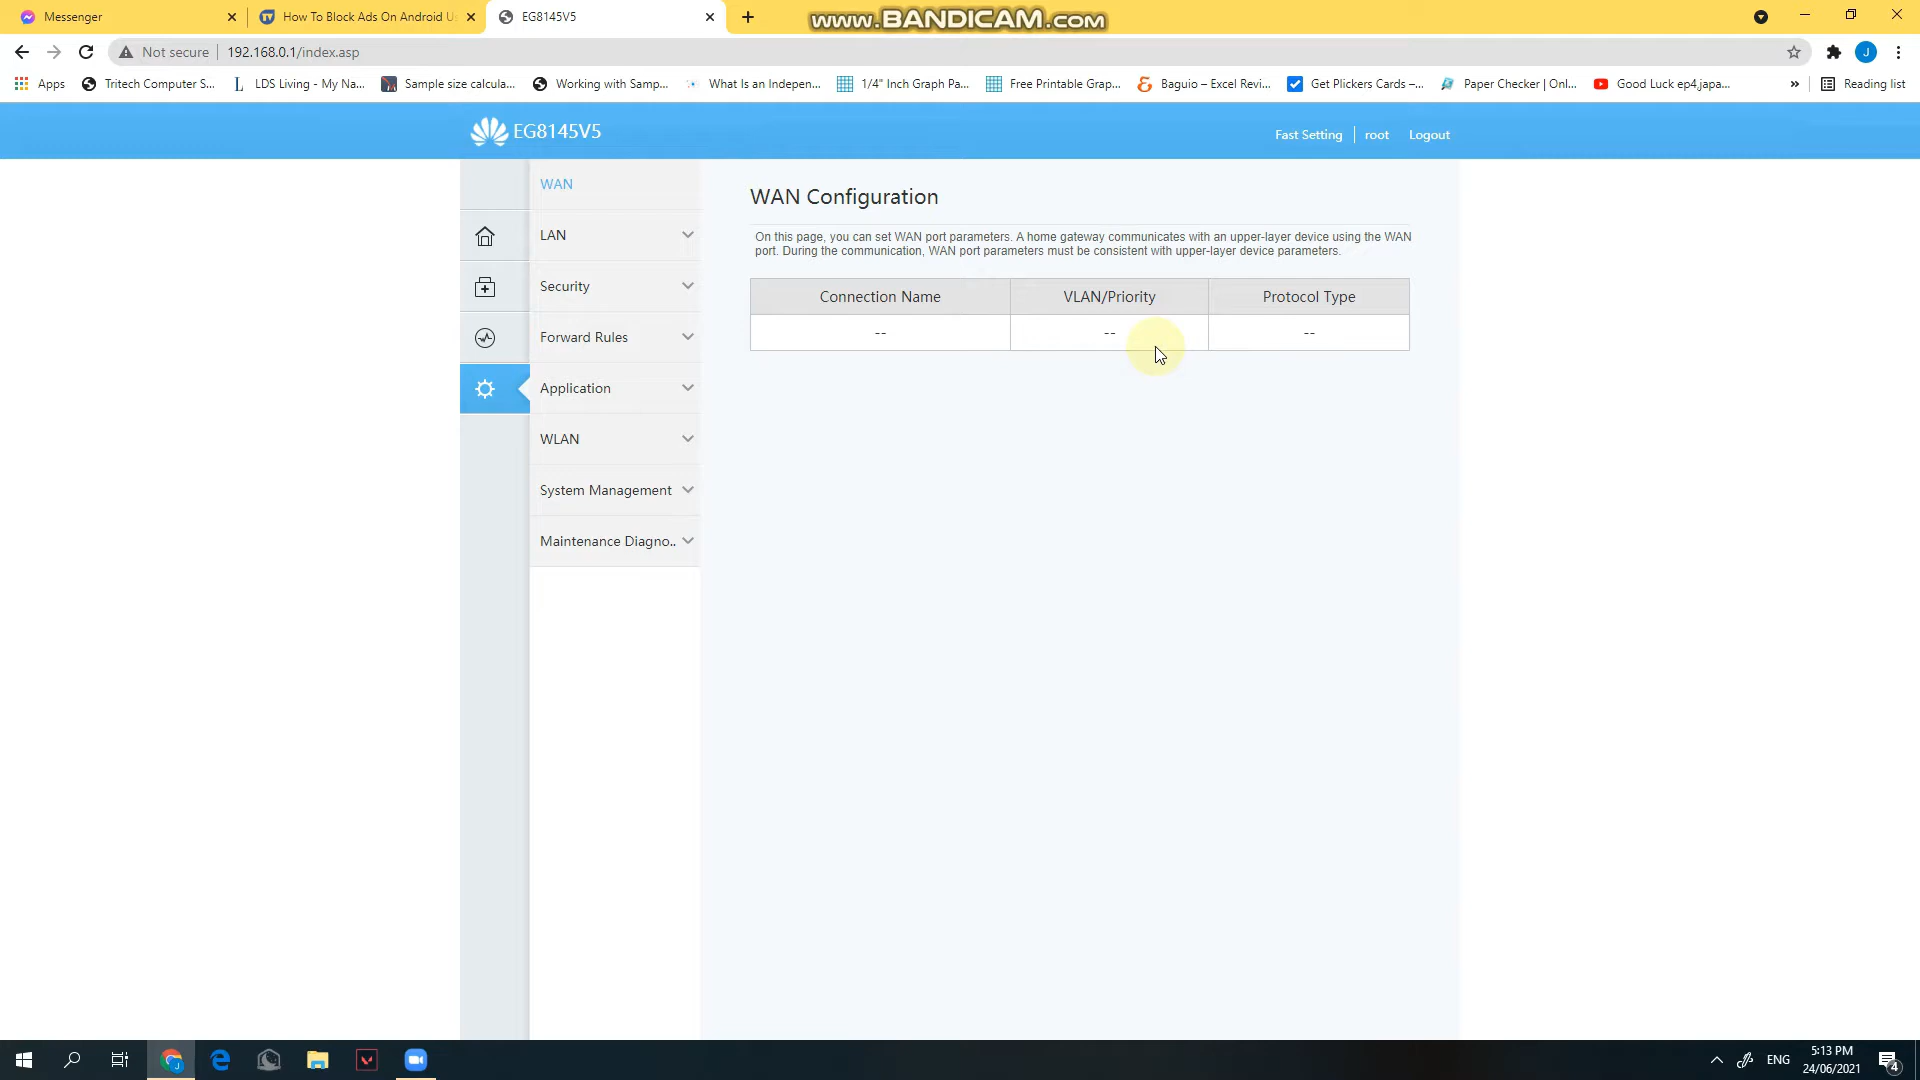 Messenger
How To Block Ads On Android Us
EG8145V5
www.BANDICAM.com
Not secure
192.168.0.1/index.asp
J
Apps
Tritech Computer S...
LDS Living - My Na...
Sample size calcula...
Working with Samp...
What Is an Indepen...
1/4" Inch Graph Pa...
Free Printable Grap...
Baguio – Excel Revi...
Get Plickers Cards –...
Paper Checker | Onl...
Good Luck ep4,japa...
»
Reading list
EG8145V5
Fast Setting
root
Logout
WAN
LAN
Security
Forward Rules
Application
WLAN
System Management
Maintenance Diagno..
WAN Configuration
On this page, you can set WAN port parameters. A home gateway communicates with an upper-layer device using the WAN
port. During the communication, WAN port parameters must be consistent with upper-layer device parameters.
Connection Name VLAN/Priority Protocol Type
-- -- --
ENG
5:13 PM
24/06/2021
4